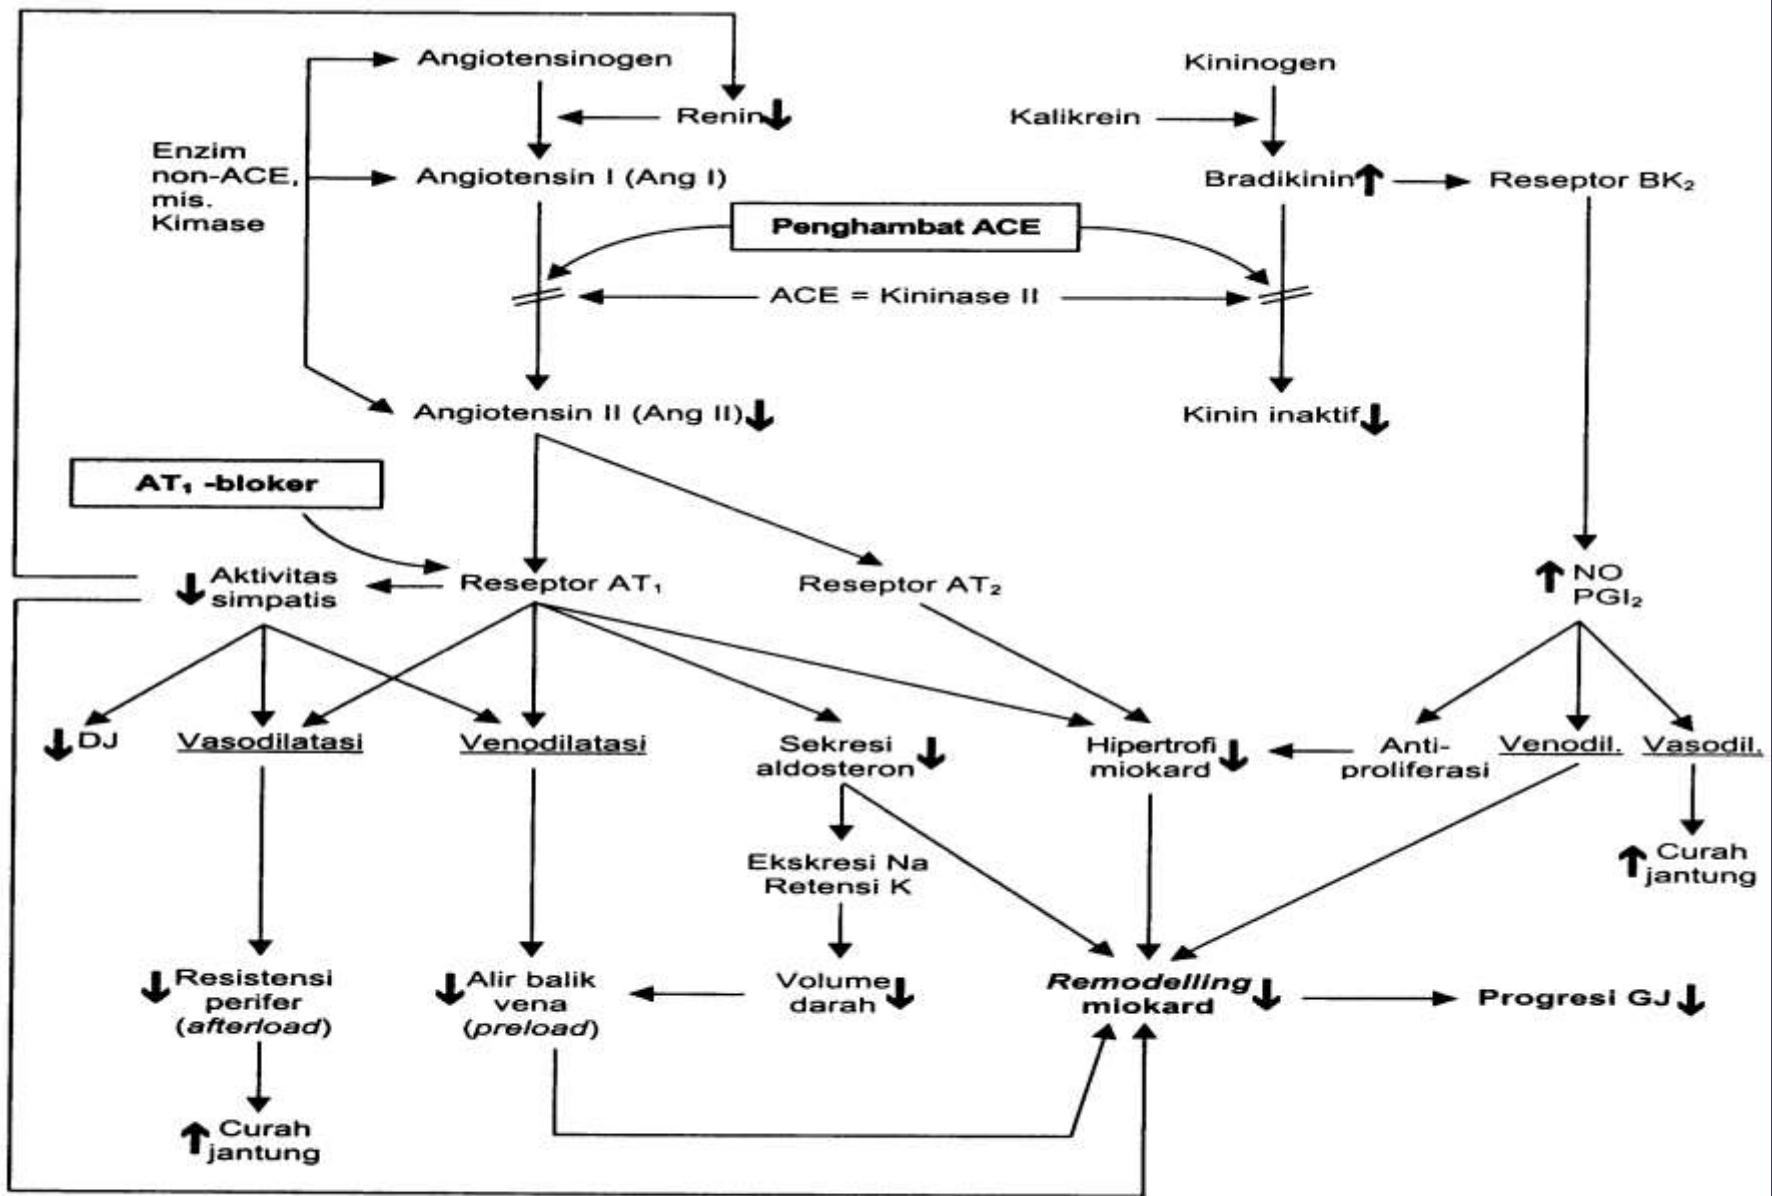 Angiotensinogen
Kininogen
Renin↓
Kalikrein
Enzim
non-ACE,
mis.
Kimase
Angiotensin I (Ang I)
Bradikinin↑
Reseptor BK₂
Penghambat ACE
ACE = Kininase II
Angiotensin II (Ang II)↓
Kinin inaktif↓
AT₁ -bloker
↓ Aktivitas
simpatis
Reseptor AT₁
Reseptor AT₂
↑ NO
PGI₂
↓ DJ
Vasodilatasi
Venodilatasi
Sekresi
aldosteron ↓
Hipertrofi
miokard ↓
Anti-
proliferasi
Venodil.
Vasodil.
Ekskresi Na
Retensi K
↑ Curah
jantung
↓ Resistensi
perifer
(afterload)
↓ Alir balik
vena
(preload)
Volume
darah ↓
Remodelling
miokard ↓
Progresi GJ ↓
↑ Curah
jantung